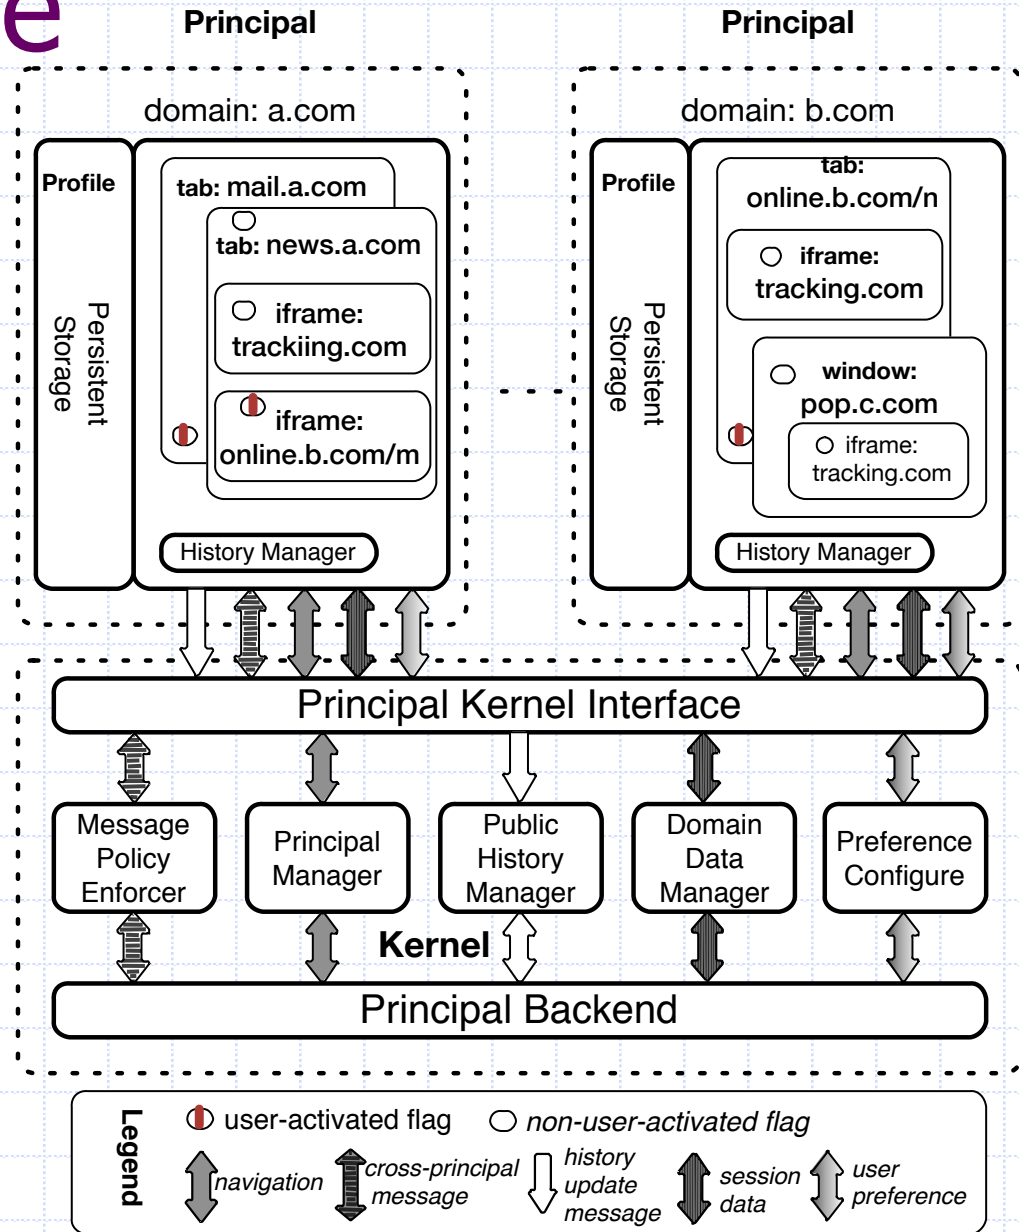 e
Principal
Principal
domain: a.com
Profile
Persistent
Storage
tab: mail.a.com
tab: news.a.com
iframe:
trackiing.com
iframe:
online.b.com/m
History Manager
domain: b.com
Profile
Persistent
Storage
tab:
online.b.com/n
iframe:
tracking.com
window:
pop.c.com
iframe:
tracking.com
History Manager
Principal Kernel Interface
Message
Policy
Enforcer
Principal
Manager
Public
History
Manager
Domain
Data
Manager
Preference
Configure
Kernel
Principal Backend
Legend
user-activated flag
non-user-activated flag
navigation
cross-principal
message
history
update
message
session
data
user
preference